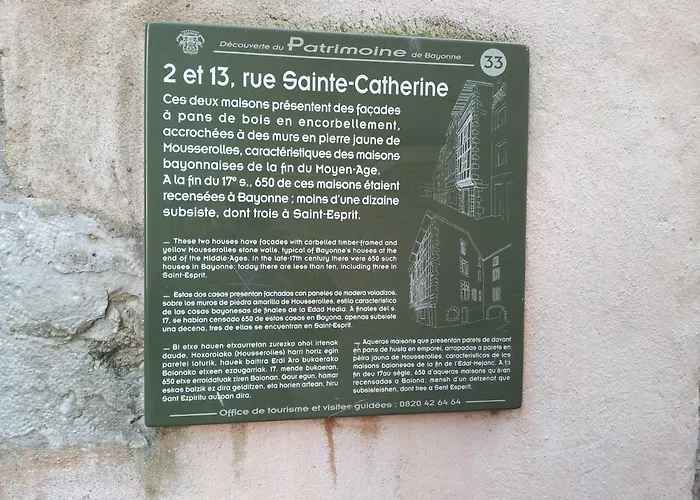 Découverte du Patrimoine de Bayonne
33
2 et 13, rue Sainte-Catherine
Ces deux maisons présentent des façades
à pans de bois en encorbellement,
accrochées à des murs en pierre jaune de
Mousserolles, caractéristiques des maisons
bayonnaises de la fin du Moyen-Age.
A la fin du 17e s., 650 de ces maisons étaient
recensées à Bayonne ; moins d'une dizaine
subsiste, dont trois à Saint-Esprit.
— These two houses have façades with corbelled timber-framed and
yellow Mousserolles stone walls, typical of Bayonne's houses at the
end of the Middle-Ages. In the late-17th century there were 650 such
houses in Bayonne; today there are less than ten, including three in
Saint-Esprit.
— Estas dos casas presentan fachadas con paneles de madera voladizos,
sobre los muros de piedra amarilla de Mousserolles, estilo característico
de las casas bayonesas de finales de la Edad Media. A finales del s.
17, se habían censado 650 de estas casas en Bayona, apenas subsiste
una decena, tres de ellas se encuentran en Saint-Esprit.
— Bi etxe hauen etxaurretan zurezko ohol irtenak
daude, Moxorolako (Mousserolles) harri horiz egin
paretei loturik, hauek baitira Erdi Aro bukaerako
Baionako etxeen ezaugarriak. 17. mende bukaeran,
650 etxe erroldatuak ziren Baionan. Gaur egun, hamar
eskas baizik ez dira gelditzen, eta horien artean, hiru
Sant Ezpiritu auzoan dira.
— Aqueras maisons que presentan parets de davant
en pans de husta en emparei, arrapadas a parets en
pèira jauna de Mousserolles, caracteristicas de las
maisons baionesas de la fin de l'Edat-Mejanc. A la
fin deu 17au sègle, 650 d'aqueras maisons qu'èran
recensadas a Baiona; mensh d'un detzenat que
subsisteishen, dont tres a Sent Esperit.
Office de tourisme et visites guidées : 0820 42 64 64